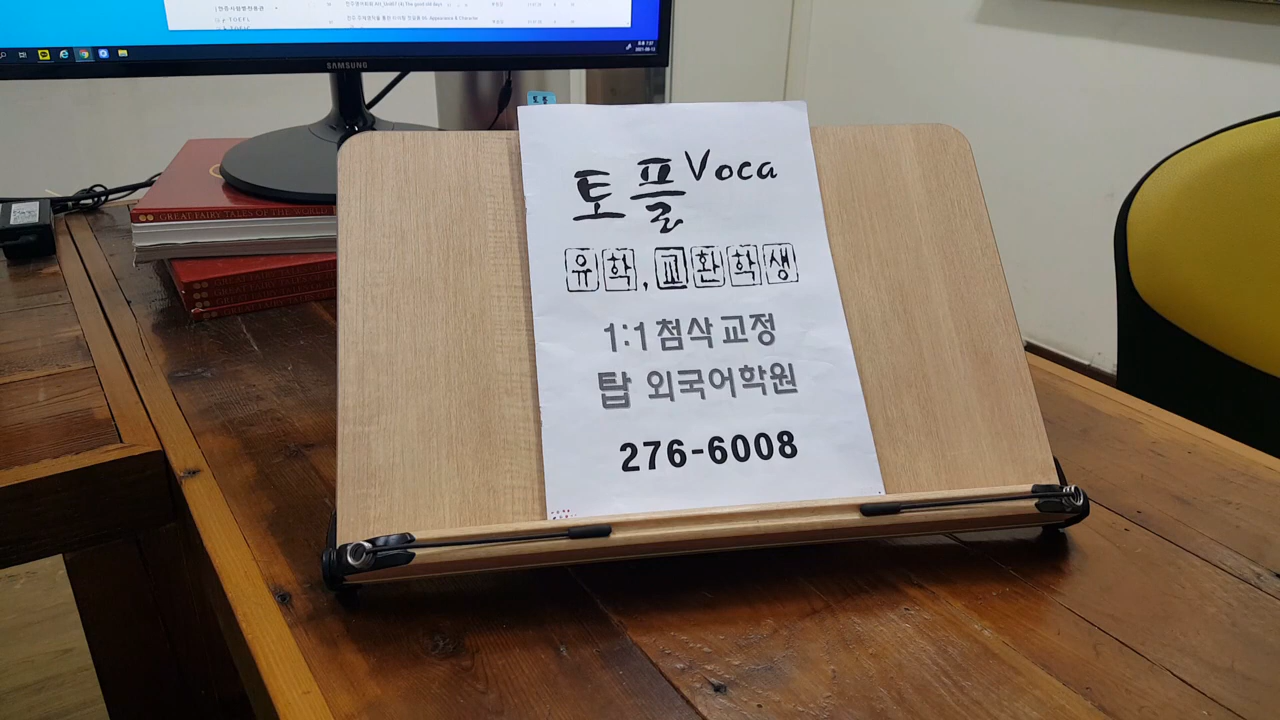 SAMSUNG
GREAT FAIRY TALES OF THE WORLD
토플 Voca
유학, 교환학생
1:1 첨삭 교정
탑 외국어학원
276-6008